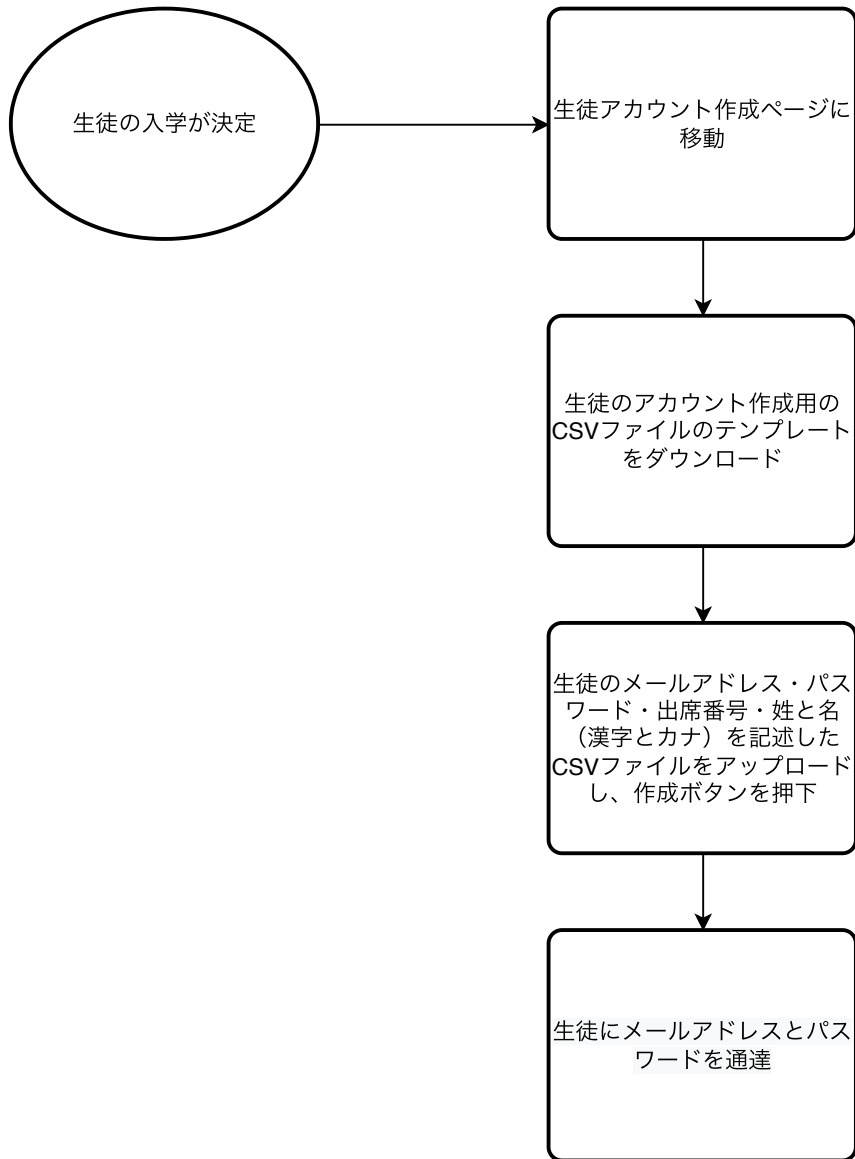 生徒の入学が決定
生徒アカウント作成ページに
移動
生徒のアカウント作成用の
CSVファイルのテンプレート
をダウンロード
生徒のメールアドレス・パス
ワード・出席番号・姓と名
（漢字とカナ）を記述した
CSVファイルをアップロード
し、作成ボタンを押下
生徒にメールアドレスとパス
ワードを通達